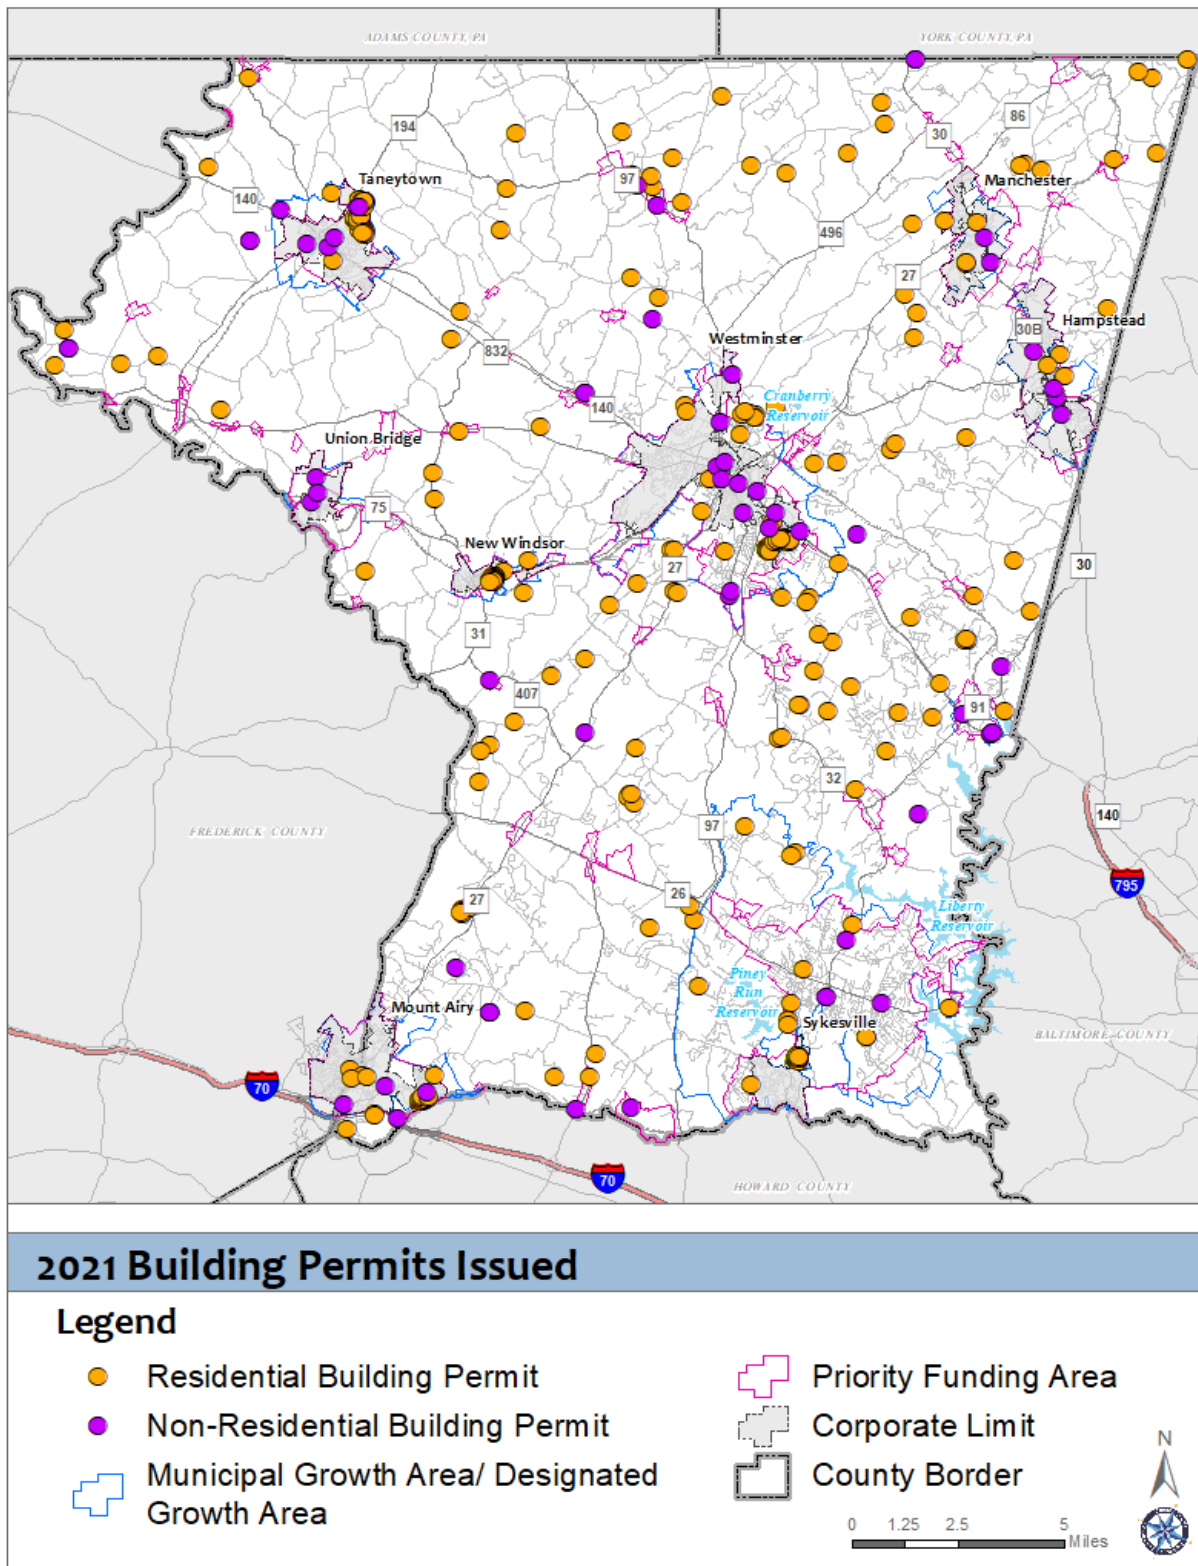 ADAMS COUNTY, PA
YORK COUNTY, PA
194
86
30
Taneytown
97
Manchester
140
496
27
Hampstead
30B
Westminster
832
Cranberry
Reservoir
140
Union Bridge
75
New Windsor
27
30
31
407
91
32
97
140
FREDERICK COUNTY
795
27
26
Liberty
Reservoir
Piney
Run
Reservoir
Mount Airy
Sykesville
BALTIMORE COUNTY
70
70
HOWARD COUNTY
2021 Building Permits Issued
Legend
Residential Building Permit
Priority Funding Area
Non-Residential Building Permit
Corporate Limit
Municipal Growth Area/ Designated
Growth Area
County Border
N
0 1.25 2.5 5
Miles